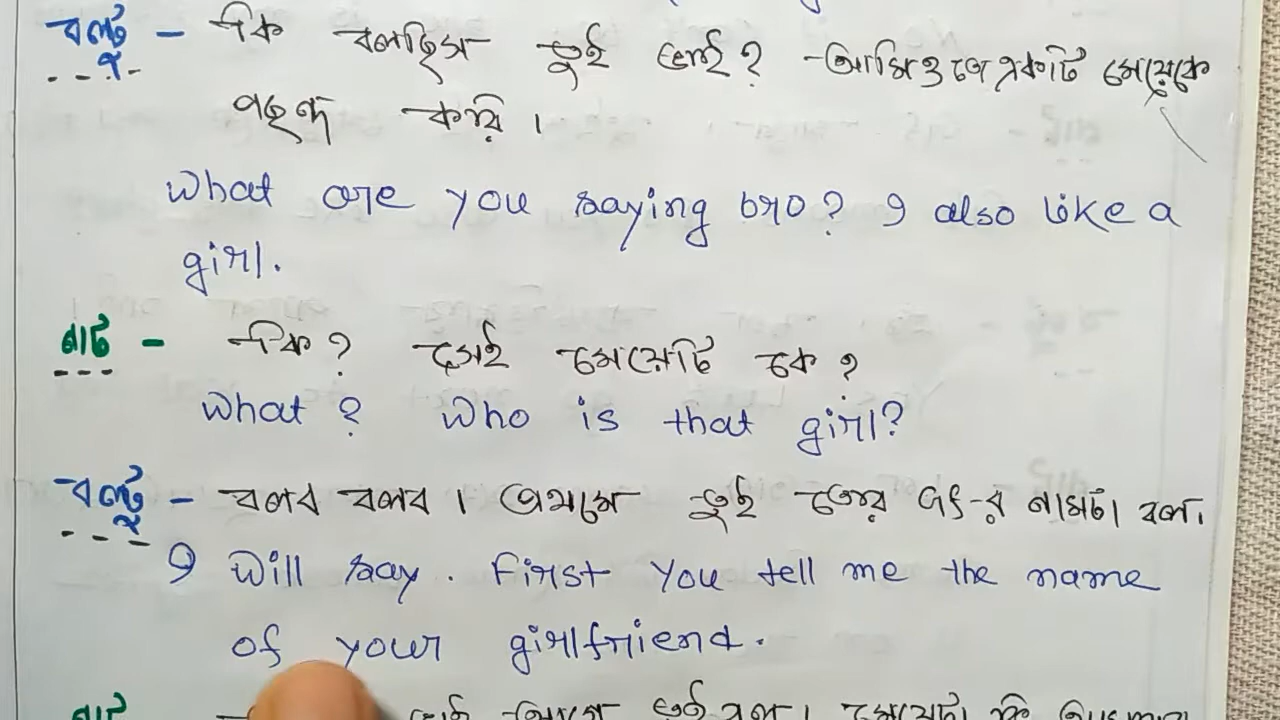 বল্টু - কি বলছিস তুই ভাই? আমিও যে একটি মেয়েকে
পছন্দ করি।
What are you saying bro? I also like a
girl.
নাট - কি? সেই মেয়েটি কে?
What? Who is that girl?
বল্টু - বলব বলব। প্রথমে তুই তোর GF-র নামটা বল।
I will say. First you tell me the name
of your girlfriend.
নাট -